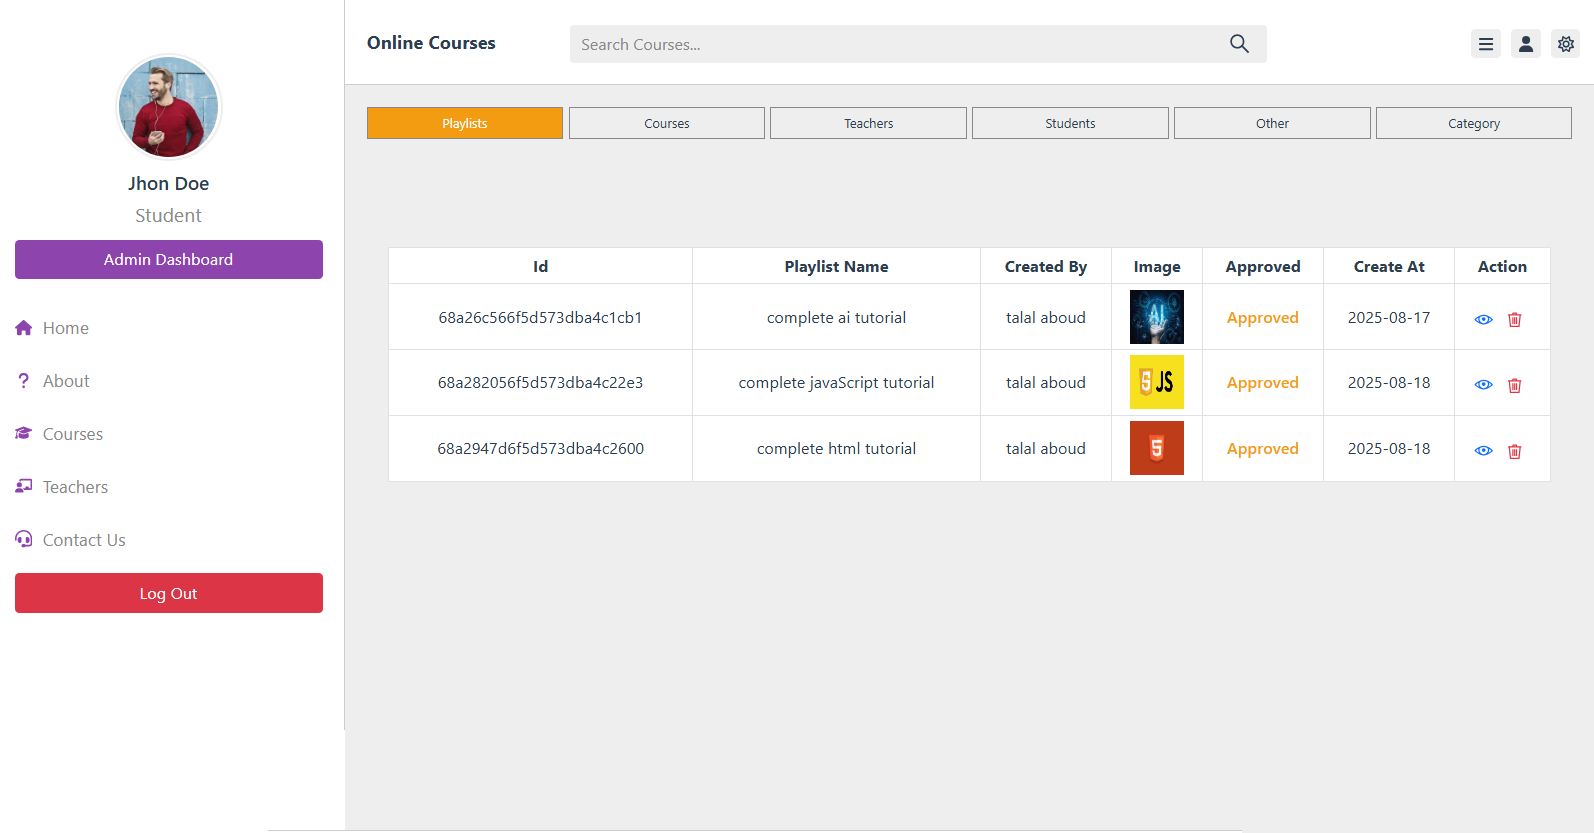 Jhon Doe
Student
Admin Dashboard
Home
About
Courses
Teachers
Contact Us
Log Out
Online Courses
Search Courses...
Playlists Courses Teachers Students Other Category
Id Playlist Name Created By Image Approved Create At Action
68a26c566f5d573dba4c1cb1 complete ai tutorial talal aboud AI Approved 2025-08-17
68a282056f5d573dba4c22e3 complete javaScript tutorial talal aboud 5 JS Approved 2025-08-18
68a2947d6f5d573dba4c2600 complete html tutorial talal aboud 5 Approved 2025-08-18